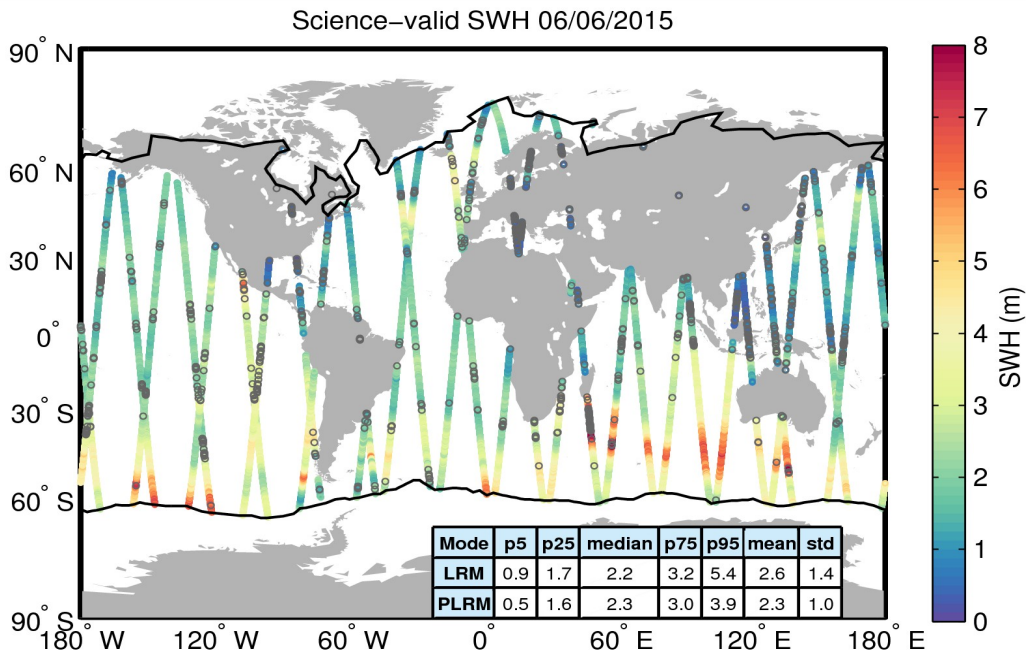 Science−valid SWH 06/06/2015
90° N
60° N
30° N
0°
30° S
60° S
90° S
180° W
120° W
60° W
0°
60° E
120° E
180° E
Mode p5 p25 median p75 p95 mean std
LRM 0.9 1.7 2.2 3.2 5.4 2.6 1.4
PLRM 0.5 1.6 2.3 3.0 3.9 2.3 1.0
8
7
6
5
4
3
2
1
0
SWH (m)